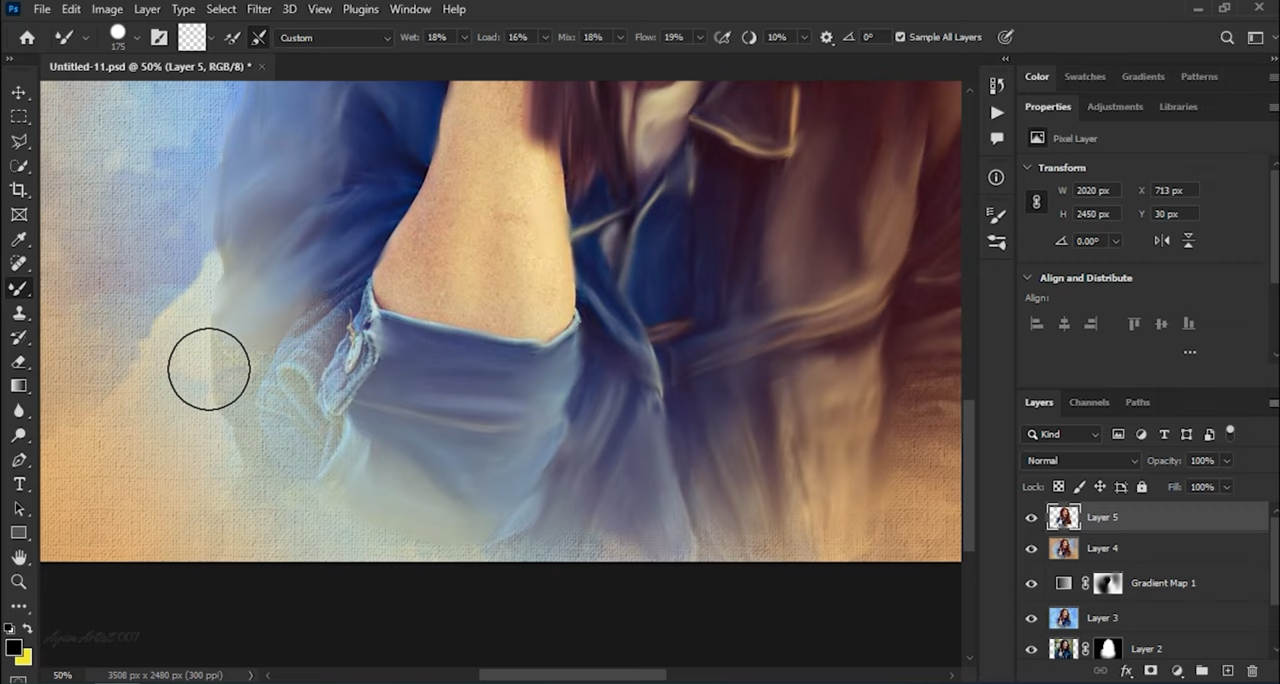 Ps File Edit Image Layer Type Select Filter 3D View Plugins Window Help
175 Custom Wet: 18% Load: 16% Mix: 18% Flow: 19% 10% 0° Sample All Layers
Untitled-11.psd @ 50% (Layer 5, RGB/8) *
Color Swatches Gradients Patterns
Properties Adjustments Libraries
Pixel Layer
Transform
W 2020 px X 713 px
H 2450 px Y 30 px
0.00°
Align and Distribute
Align:
Layers Channels Paths
Kind
Normal Opacity: 100%
Lock: Fill: 100%
Layer 5
Layer 4
Gradient Map 1
Layer 3
Layer 2
Artist 007
50% 3508 px x 2480 px (300 ppi)